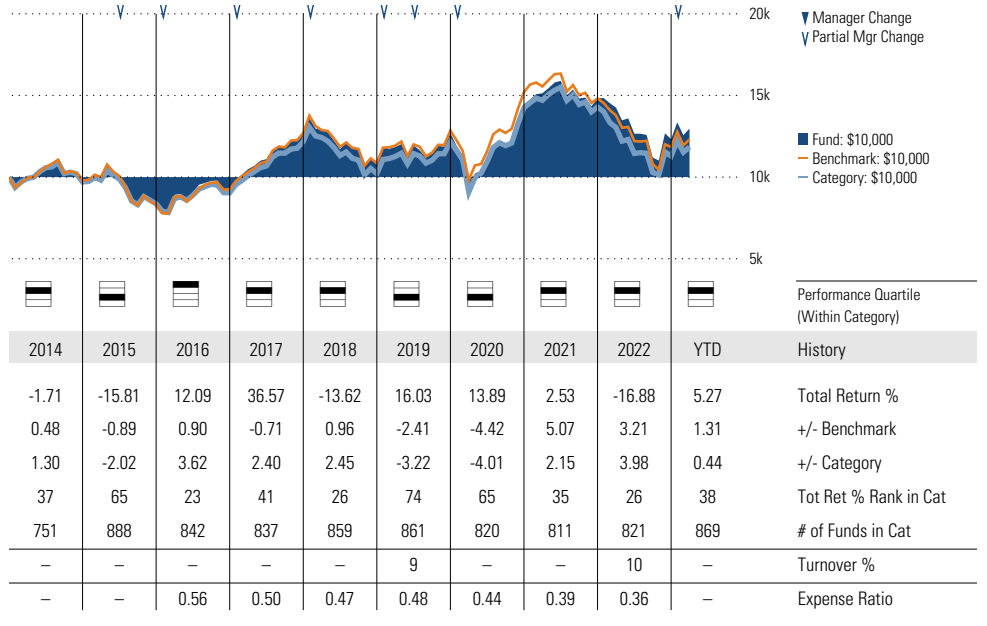 20k
Manager Change
Partial Mgr Change
15k
Fund: $10,000
Benchmark: $10,000
10k
Category: $10,000
5k
Performance Quartile
(Within Category)
2014 2015 2016 2017 2018 2019 2020 2021 2022 YTD History
-1.71 -15.81 12.09 36.57 -13.62 16.03 13.89 2.53 -16.88 5.27 Total Return %
0.48 -0.89 0.90 -0.71 0.96 -2.41 -4.42 5.07 3.21 1.31 +/- Benchmark
1.30 -2.02 3.62 2.40 2.45 -3.22 -4.01 2.15 3.98 0.44 +/- Category
37 65 23 41 26 74 65 35 26 38 Tot Ret % Rank in Cat
751 888 842 837 859 861 820 811 821 869 # of Funds in Cat
– – – – – 9 – – 10 – Turnover %
– – 0.56 0.50 0.47 0.48 0.44 0.39 0.36 – Expense Ratio